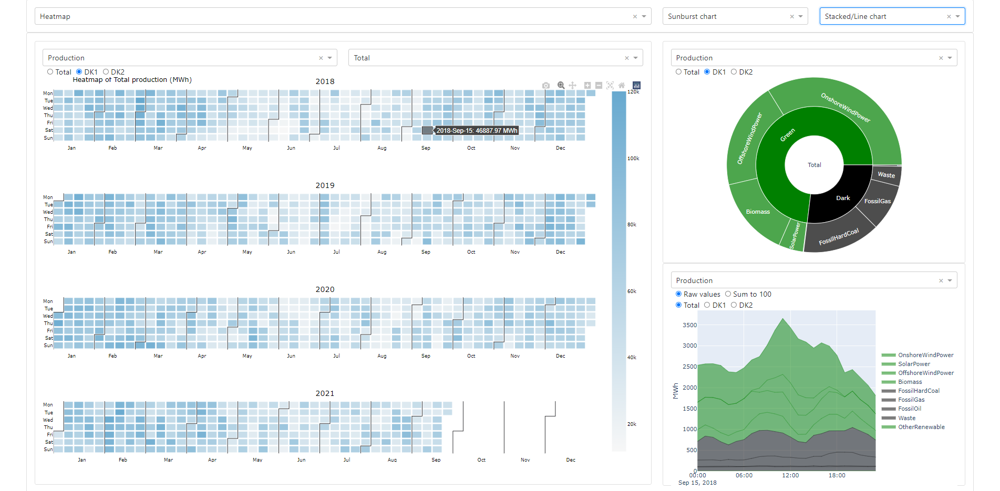 Heatmap × Sunburst chart × Stacked/Line chart ×
Production × Total × Production ×
Total DK1 DK2
Heatmap of Total production (MWh)
2018
Mon
Tue
Wed
Thu
Fri
Sat
Sun
2018-Sep-15: 46887.97 MWh
Jan Feb Mar Apr May Jun Jul Aug Sep Oct Nov Dec
2019
Mon
Tue
Wed
Thu
Fri
Sat
Sun
Jan Feb Mar Apr May Jun Jul Aug Sep Oct Nov Dec
2020
Mon
Tue
Wed
Thu
Fri
Sat
Sun
Jan Feb Mar Apr May Jun Jul Aug Sep Oct Nov Dec
2021
Mon
Tue
Wed
Thu
Fri
Sat
Sun
Jan Feb Mar Apr May Jun Jul Aug Sep Oct Nov Dec
120k
100k
80k
60k
40k
20k
Total DK1 DK2
OnshoreWindPower
OffshoreWindPower
Green
Total
Waste
Dark
FossilGas
Biomass
SolarPower
FossilHardCoal
Production ×
Raw values Sum to 100
Total DK1 DK2
3500
3000
2500
2000
1500
1000
500
0
MWh
00:00 06:00 12:00 18:00
Sep 15, 2018
OnshoreWindPower
SolarPower
OffshoreWindPower
Biomass
FossilHardCoal
FossilGas
FossilOil
Waste
OtherRenewable